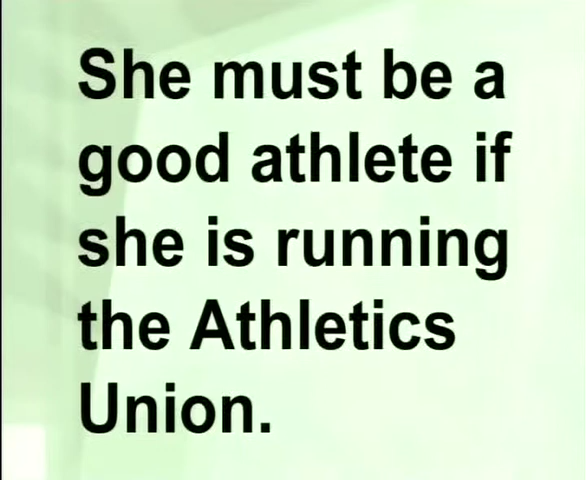 She must be a
good athlete if
she is running
the Athletics
Union.